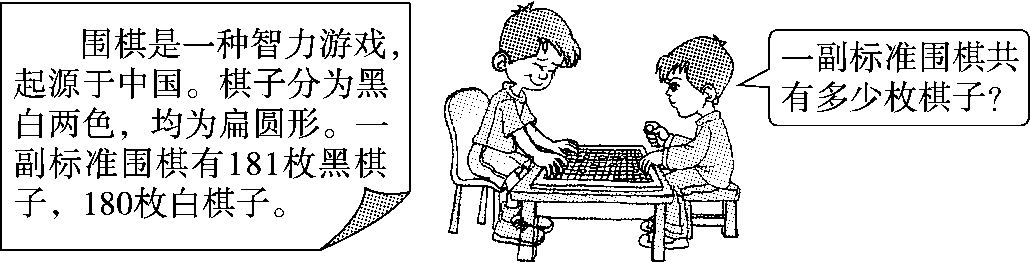 围棋是一种智力游戏，
起源于中国。棋子分为黑
白两色，均为扁圆形。一
副标准围棋有181枚黑棋
子，180枚白棋子。
一副标准围棋共
有多少枚棋子？